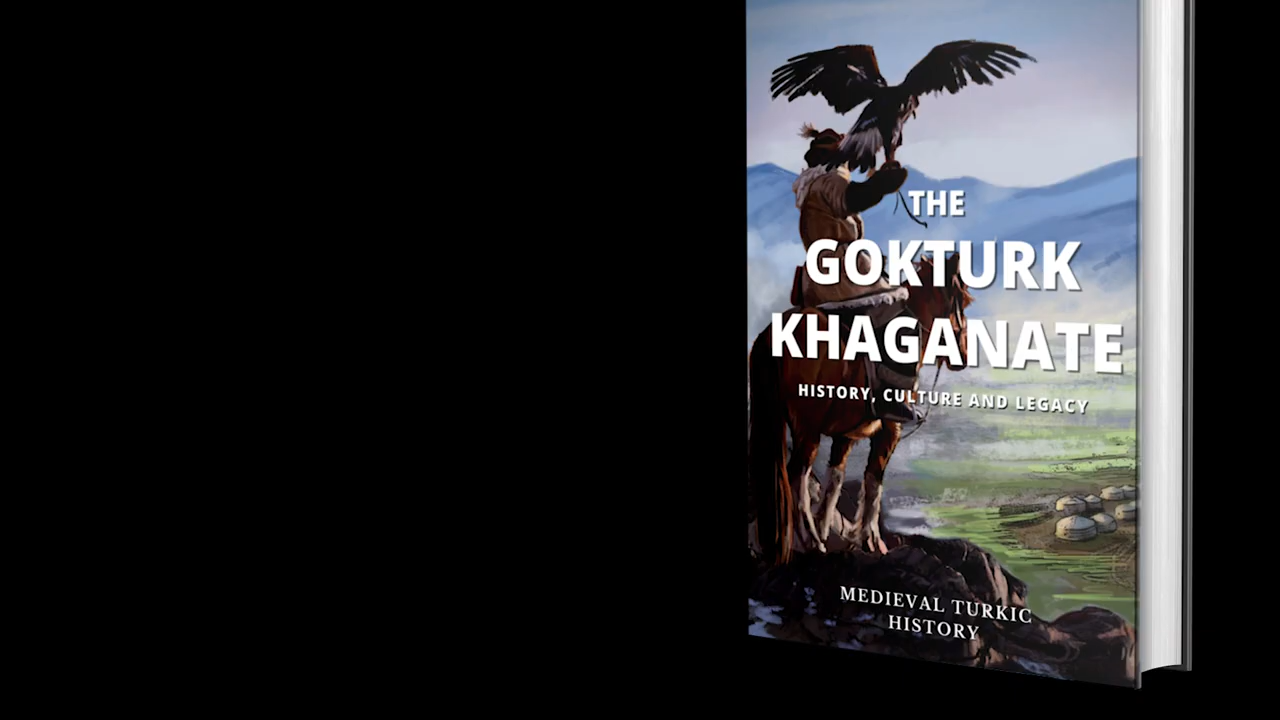 THE
GOKTURK
KHAGANATE
HISTORY, CULTURE AND LEGACY
MEDIEVAL TURKIC
HISTORY